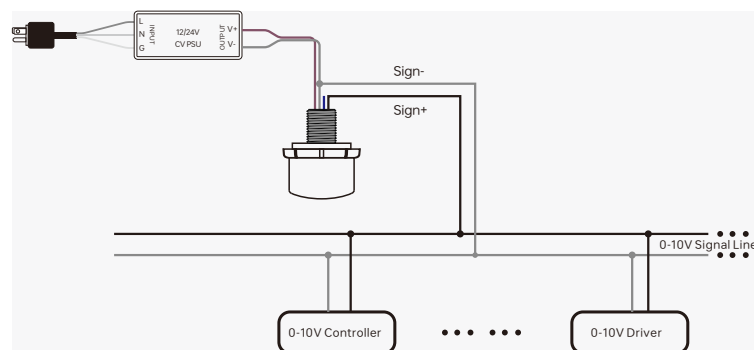 L
N
G
INPUT
12/24V
CV PSU
OUTPUT
V+
V-
Sign-
Sign+
0-10V Signal Line
0-10V Controller
0-10V Driver